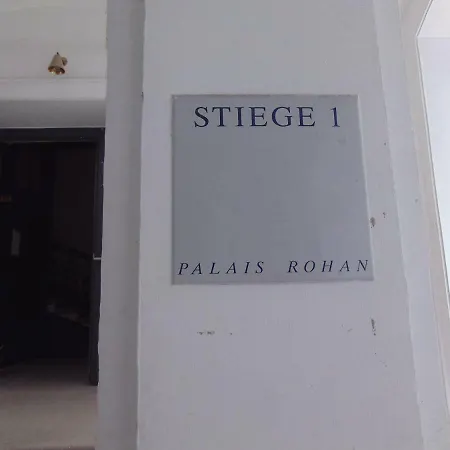 STIEGE 1
PALAIS ROHAN